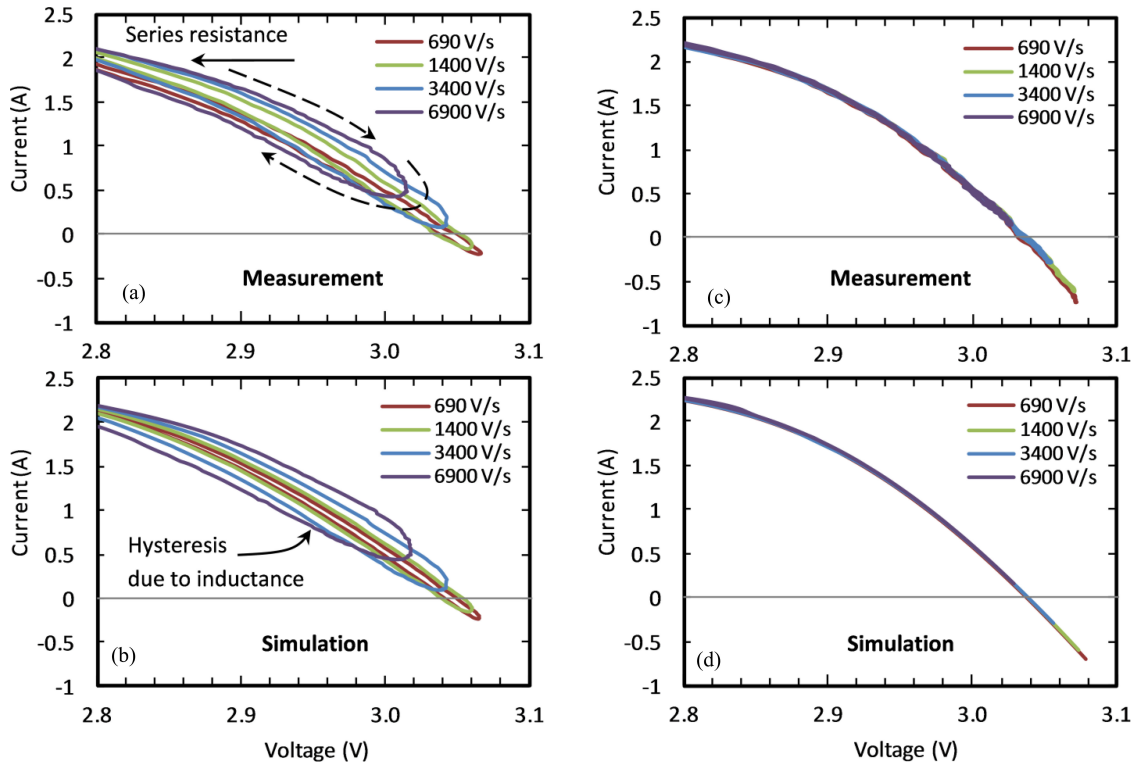 (a)
Current (A)
2.5
2
1.5
1
0.5
0
-0.5
-1
Series resistance
690 V/s
1400 V/s
3400 V/s
6900 V/s
Measurement
2.8
2.9
3.0
3.1
(c)
Current (A)
2.5
2
1.5
1
0.5
0
-0.5
-1
690 V/s
1400 V/s
3400 V/s
6900 V/s
Measurement
2.8
2.9
3.0
3.1
(b)
Current (A)
2.5
2
1.5
1
0.5
0
-0.5
-1
690 V/s
1400 V/s
3400 V/s
6900 V/s
Hysteresis
due to inductance
Simulation
2.8
2.9
3.0
3.1
Voltage (V)
(d)
Current (A)
2.5
2
1.5
1
0.5
0
-0.5
-1
690 V/s
1400 V/s
3400 V/s
6900 V/s
Simulation
2.8
2.9
3.0
3.1
Voltage (V)